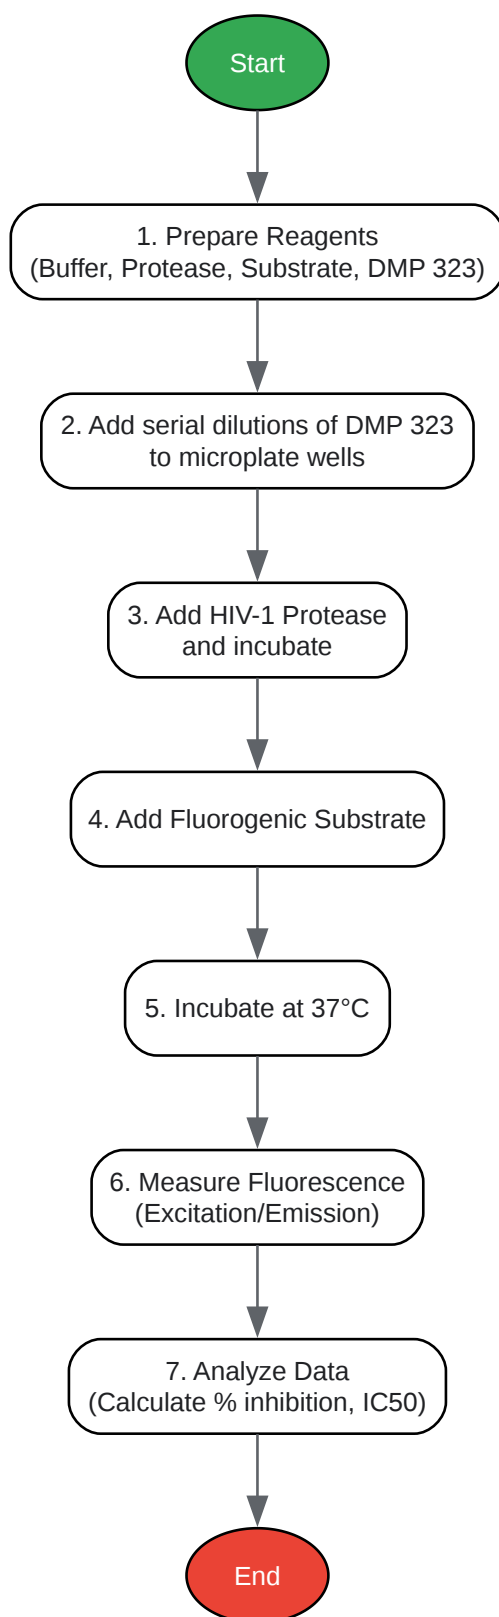 Start
1. Prepare Reagents
(Buffer, Protease, Substrate, DMP 323)
2. Add serial dilutions of DMP 323
to microplate wells
3. Add HIV-1 Protease
and incubate
4. Add Fluorogenic Substrate
5. Incubate at 37°C
6. Measure Fluorescence
(Excitation/Emission)
7. Analyze Data
(Calculate % inhibition, IC50)
End